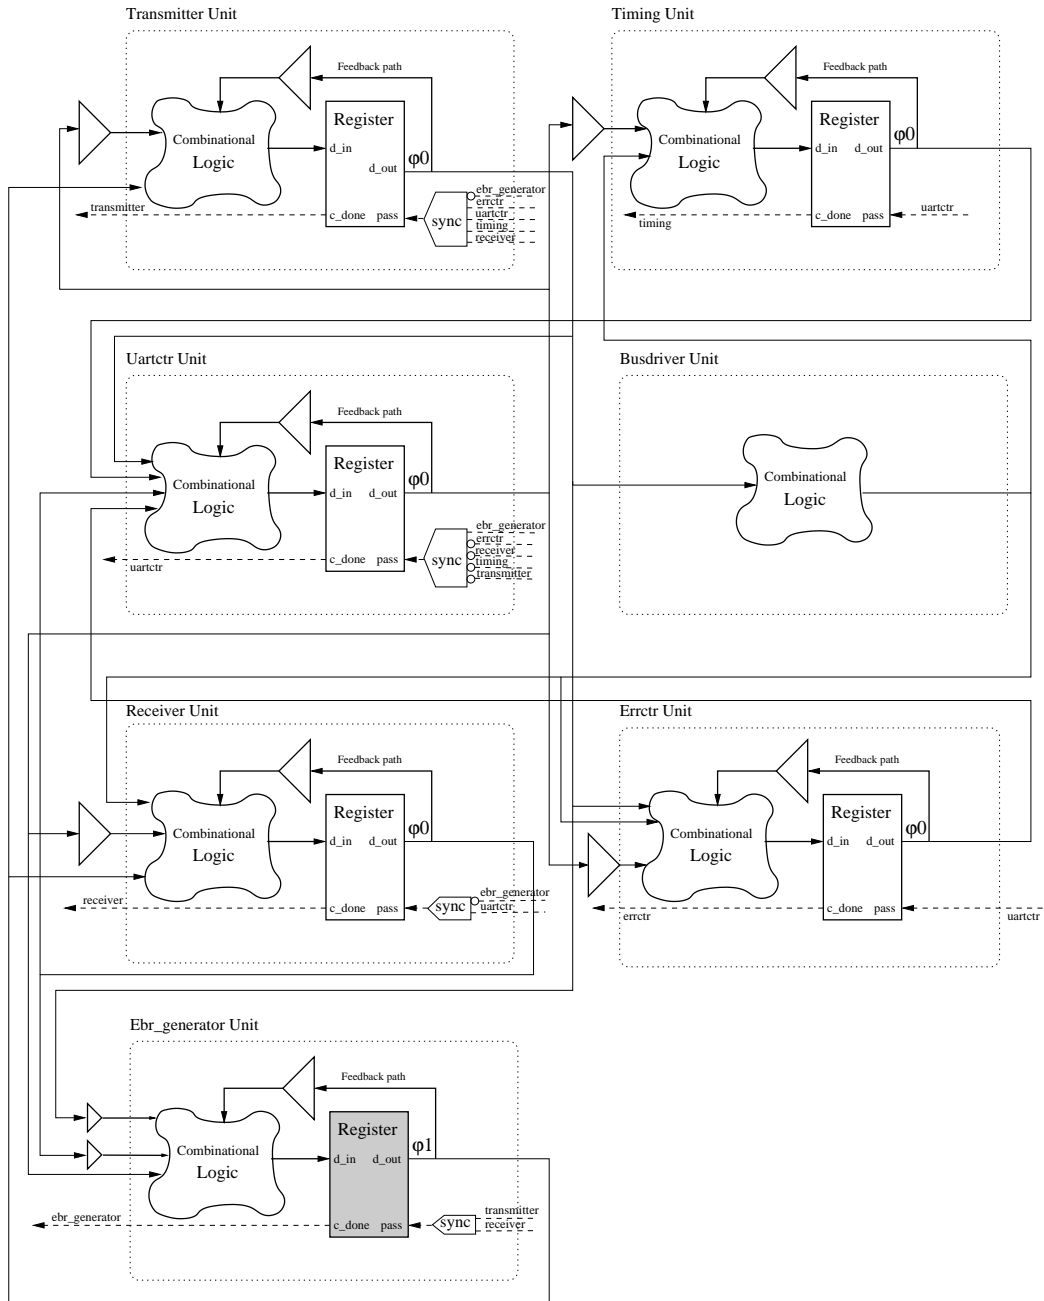 Transmitter Unit
Timing Unit
Feedback path
Feedback path
Register
Register
Combinational
Logic
Combinational
Logic
d_in
d_out
φ0
d_in
d_out
φ0
ebr_generator
errctr
uartctr
timing
receiver
sync
transmitter
c_done
pass
timing
c_done
pass
uartctr
Uartctr Unit
Busdriver Unit
Feedback path
Register
Combinational
Logic
d_in
d_out
φ0
Combinational
Logic
ebr_generator
errctr
receiver
timing
transmitter
sync
uartctr
c_done
pass
Receiver Unit
Errctr Unit
Feedback path
Feedback path
Register
Register
Combinational
Logic
Combinational
Logic
d_in
d_out
φ0
d_in
d_out
φ0
ebr_generator
uartctr
sync
receiver
c_done
pass
errctr
c_done
pass
uartctr
Ebr_generator Unit
Feedback path
Register
Combinational
Logic
d_in
d_out
φ1
transmitter
receiver
sync
ebr_generator
c_done
pass